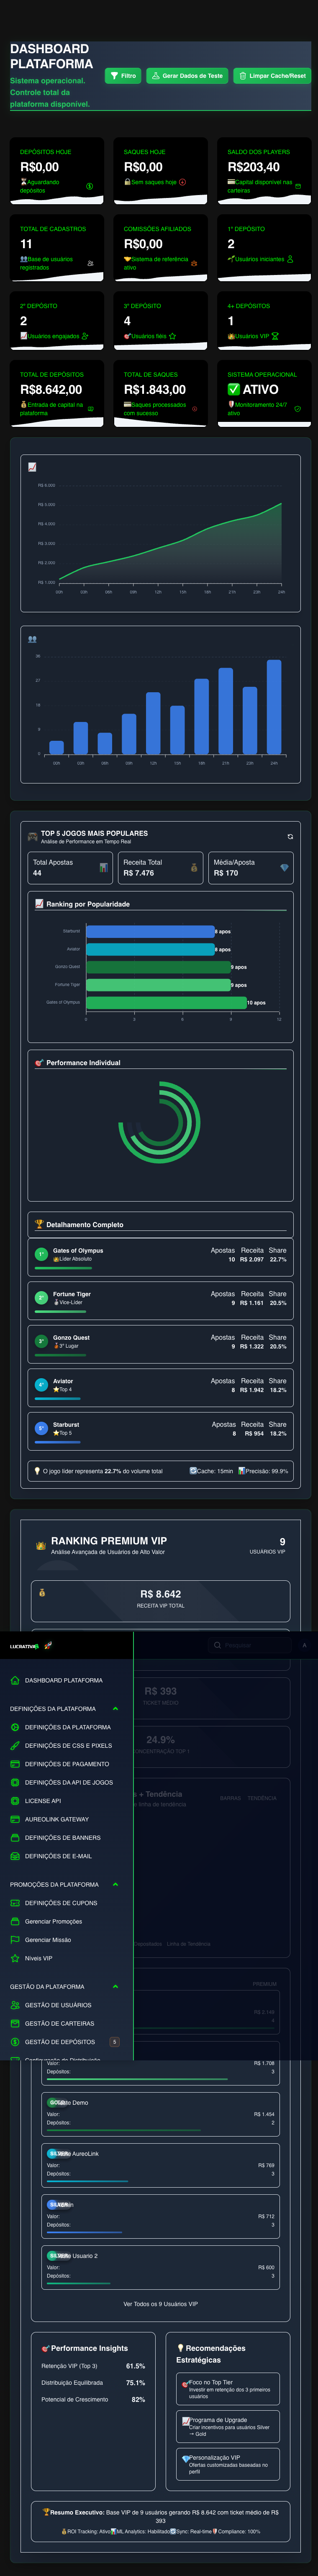 DASHBOARD
PLATAFORMA
Sistema operacional.
Controle total da
plataforma disponível.
Filtro
Gerar Dados de Teste
Limpar Cache/Reset
DEPÓSITOS HOJE
R$0,00
Aguardando
depósitos
SAQUES HOJE
R$0,00
Sem saques hoje
SALDO DOS PLAYERS
R$203,40
Capital disponível nas
carteiras
TOTAL DE CADASTROS
11
Base de usuários
registrados
COMISSÕES AFILIADOS
R$0,00
Sistema de referência
ativo
1° DEPÓSITO
2
Usuários iniciantes
2° DEPÓSITO
2
Usuários engajados
3° DEPÓSITO
4
Usuários fiéis
4+ DEPÓSITOS
1
Usuários VIP
TOTAL DE DEPÓSITOS
R$8.642,00
Entrada de capital na
plataforma
TOTAL DE SAQUES
R$1.843,00
Saques processados
com sucesso
SISTEMA OPERACIONAL
✅ ATIVO
Monitoramento 24/7
ativo
R$ 6.000
R$ 5.000
R$ 4.000
R$ 3.000
R$ 2.000
R$ 1.000
00h 03h 06h 09h 12h 15h 18h 21h 23h 24h
36
27
18
9
0
00h 03h 06h 09h 12h 15h 18h 21h 23h 24h
TOP 5 JOGOS MAIS POPULARES
Análise de Performance em Tempo Real
Total Apostas
44
Receita Total
R$ 7.476
Média/Aposta
R$ 170
Ranking por Popularidade
Starburst
8 apos
Aviator
8 apos
Gonzo Quest
9 apos
Fortune Tiger
9 apos
Gates of Olympus
10 apos
0 3 6 9 12
Performance Individual
Detalhamento Completo
1° Gates of Olympus
Líder Absoluto
Apostas Receita Share
10 R$ 2.097 22.7%
2° Fortune Tiger
Vice-Líder
Apostas Receita Share
9 R$ 1.161 20.5%
3° Gonzo Quest
3° Lugar
Apostas Receita Share
9 R$ 1.322 20.5%
4° Aviator
Top 4
Apostas Receita Share
8 R$ 1.942 18.2%
5° Starburst
Top 5
Apostas Receita Share
8 R$ 954 18.2%
O jogo líder representa 22.7% do volume total
Cache: 15min
Precisão: 99.9%
RANKING PREMIUM VIP
Análise Avançada de Usuários de Alto Valor
9
USUÁRIOS VIP
R$ 8.642
RECEITA VIP TOTAL
LUCRATIVA
Pesquisar
A
R$ 393
TICKET MÉDIO
24.9%
CONCENTRAÇÃO TOP 1
+ Tendência
linha de tendência
BARRAS
TENDÊNCIA
Depositados
Linha de Tendência
PREMIUM
R$ 2.149
DASHBOARD PLATAFORMA
DEFINIÇÕES DA PLATAFORMA
DEFINIÇÕES DA PLATAFORMA
DEFINIÇÕES DE CSS E PIXELS
DEFINIÇÕES DE PAGAMENTO
DEFINIÇÕES DA API DE JOGOS
LICENSE API
AUREOLINK GATEWAY
DEFINIÇÕES DE BANNERS
DEFINIÇÕES DE E-MAIL
PROMOÇÕES DA PLATAFORMA
DEFINIÇÕES DE CUPONS
Gerenciar Promoções
Gerenciar Missão
Níveis VIP
GESTÃO DA PLATAFORMA
GESTÃO DE USUÁRIOS
GESTÃO DE CARTEIRAS
GESTÃO DE DEPÓSITOS
5
Valor:
R$ 1.708
Depósitos:
3
Demo
Valor:
R$ 1.454
Depósitos:
2
AureoLink
Valor:
R$ 769
Depósitos:
3
Valor:
R$ 712
Depósitos:
3
Usuario 2
Valor:
R$ 600
Depósitos:
3
Ver Todos os 9 Usuários VIP
Performance Insights
Retenção VIP (Top 3)
61.5%
Distribuição Equilibrada
75.1%
Potencial de Crescimento
82%
Recomendações
Estratégicas
Foco no Top Tier
Investir em retenção dos 3 primeiros
usuários
Programa de Upgrade
Criar incentivos para usuários Silver
→ Gold
Personalização VIP
Ofertas customizadas baseadas no
perfil
Resumo Executivo: Base VIP de 9 usuários gerando R$ 8.642 com ticket médio de R$
393
ROI Tracking: Ativo
ML Analytics: Habilitado
Sync: Real-time
Compliance: 100%